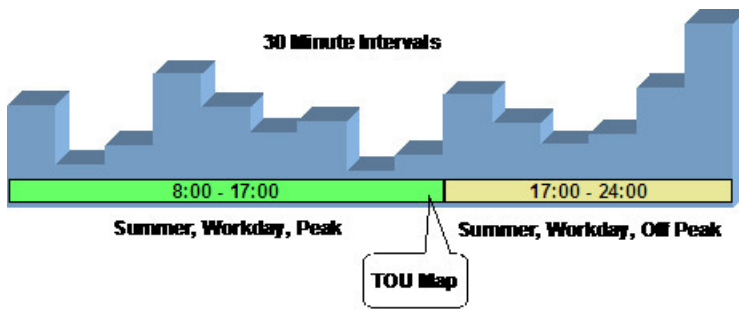 30 Minute Intervals
8:00 - 17:00
17:00 - 24:00
Summer, Workday, Peak
Summer, Workday, Off Peak
TOU Map